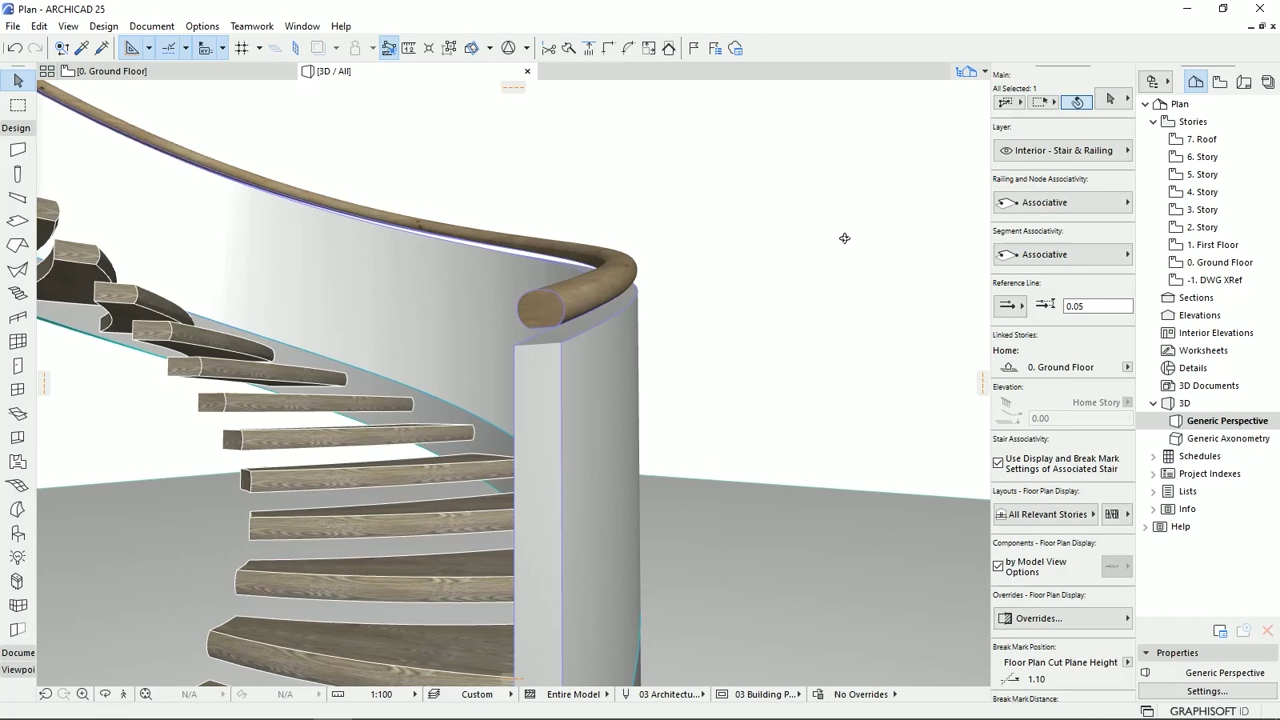 Plan - ARCHICAD 25
File Edit View Design Document Options Teamwork Window Help
[0. Ground Floor]
[3D / All]
Design
Docume
Viewpoi
N/A
N/A
1:100
Custom
Entire Model
03 Architectu...
03 Building P...
No Overrides
Main:
All Selected: 1
Layer:
Interior - Stair & Railing
Railing and Node Associativity:
Associative
Segment Associativity:
Associative
Reference Line:
0.05
Linked Stories:
Home:
0. Ground Floor
Elevation:
Home Story
0.00
Stair Associativity:
Use Display and Break Mark
Settings of Associated Stair
Layouts - Floor Plan Display:
All Relevant Stories
Components - Floor Plan Display:
by Model View
Options
Overrides - Floor Plan Display:
Overrides...
Break Mark Position:
Floor Plan Cut Plane Height
1.10
Break Mark Distance:
Plan
Stories
7. Roof
6. Story
5. Story
4. Story
3. Story
2. Story
1. First Floor
0. Ground Floor
-1. DWG XRef
Sections
Elevations
Interior Elevations
Worksheets
Details
3D Documents
3D
Generic Perspective
Generic Axonometry
Schedules
Project Indexes
Lists
Info
Help
Properties
Generic Perspective
Settings...
GRAPHISOFT ID